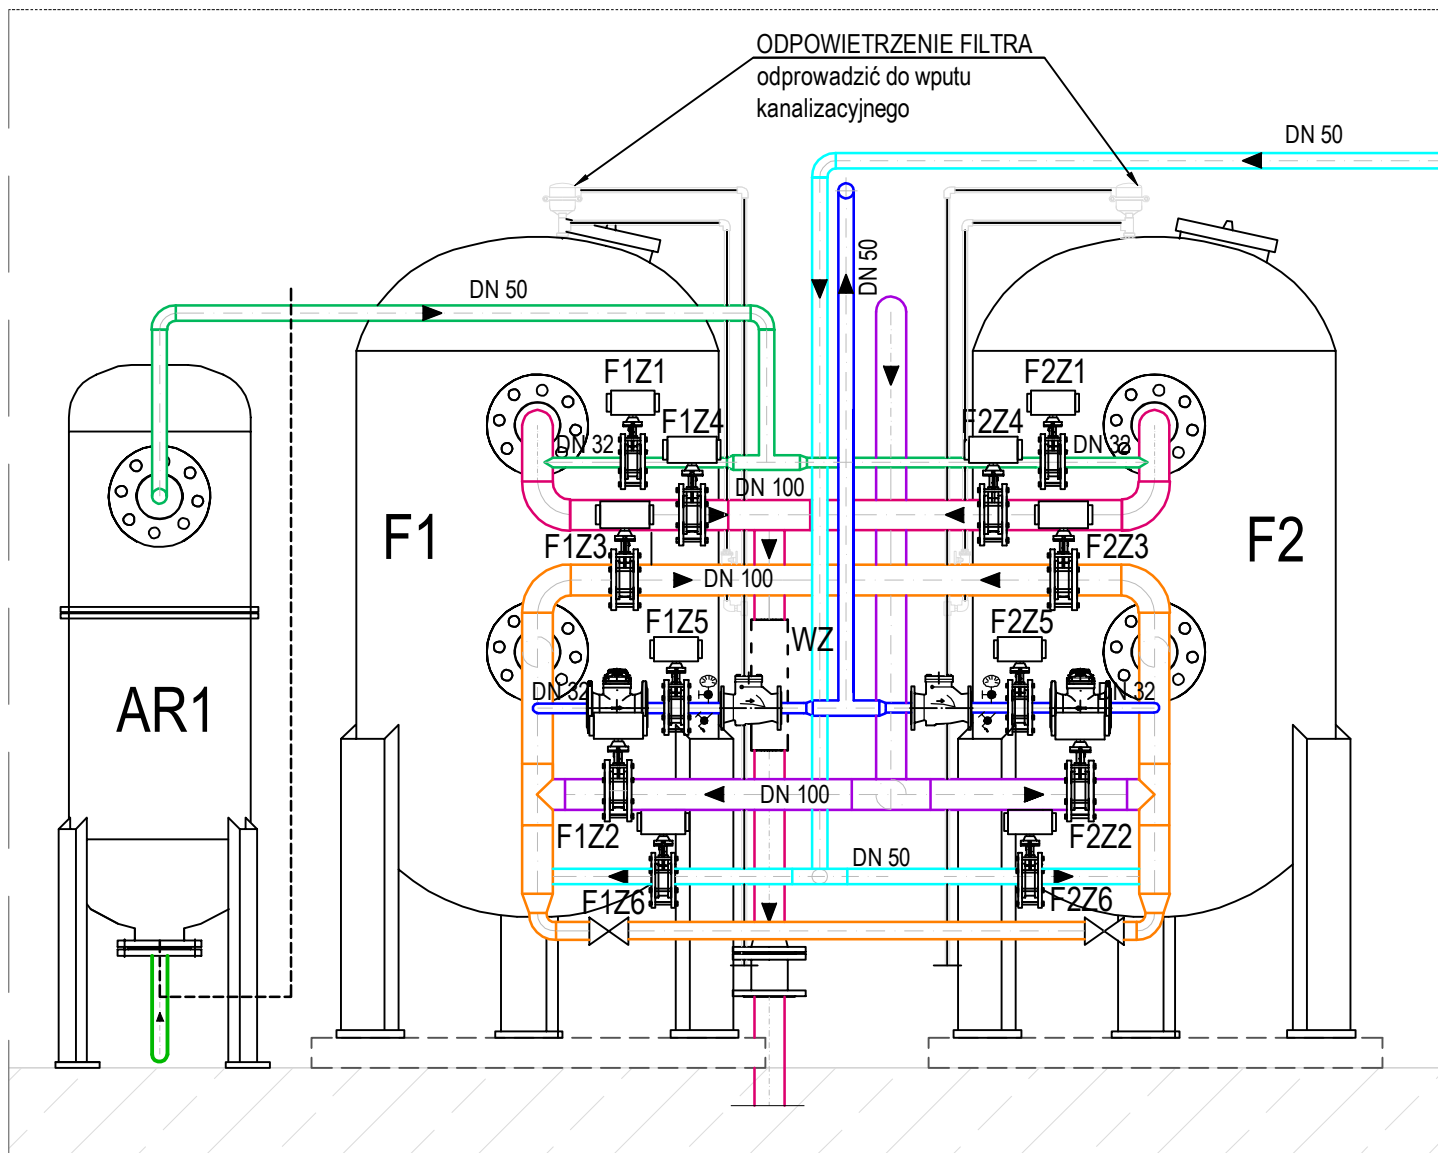 ODPOWIETRZENIE FILTRA
odprowadzić do wputu
kanalizacyjnego
DN 50
DN 50
DN 50
F1Z1
F2Z1
F1Z4
F2Z4
DN 32
DN 32
DN 100
F1
F1Z3
F2Z3
F2
DN 100
F1Z5
WZ
F2Z5
DN 32
N 32
AR1
DN 100
F1Z2
F2Z2
DN 50
F1Z6
F2Z6